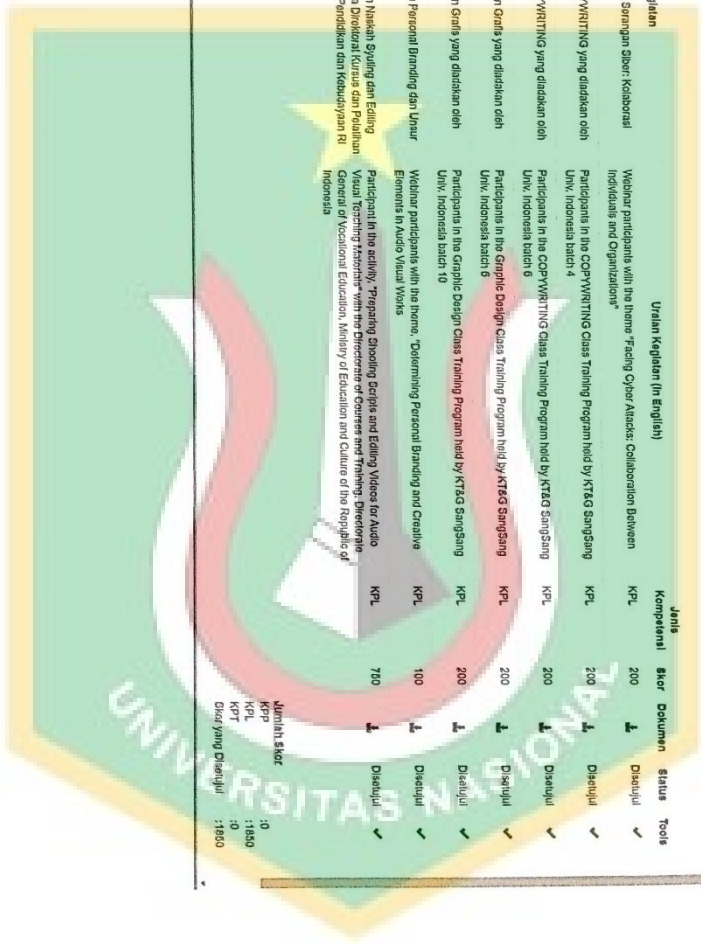 giatan Uraian Kegiatan (In English) Jenis Kompetensi Skor Dokumen Status Tools
Serangan Siber: Kolaborasi Webinar participants with the theme "Facing Cyber Attacks: Collaboration Between KPL 200 Disetujui
Individuals and Organizations"
YWRITING yang diadakan oleh Participants in the COPYWRITING Class Training Program held by KT&G SangSang KPL 200 Disetujui
Univ. Indonesia batch 4
YWRITING yang diadakan oleh Participants in the COPYWRITING Class Training Program held by KT&G SangSang KPL 200 Disetujui
Univ. Indonesia batch 6
n Grafis yang diadakan oleh Participants in the Graphic Design Class Training Program held by KT&G SangSang KPL 200 Disetujui
Univ. Indonesia batch 6
n Grafis yang diadakan oleh Participants in the Graphic Design Class Training Program held by KT&G SangSang KPL 200 Disetujui
Univ. Indonesia batch 10
n Personal Branding dan Unsur Webinar participants with the theme, "Determining Personal Branding and Creative KPL 100 Disetujui
Elements in Audio Visual Works
n Naskah Syuting dan Editing Participant in the activity, "Preparing Shooting Scripts and Editing Videos for Audio KPL 750 Disetujui
a Direktorat Kursus dan Pelatihan Visual Teaching Materials" with the Directorate of Courses and Training, Directorate
Pendidikan dan Kebudayaan RI General of Vocational Education, Ministry of Education and Culture of the Republic of
Indonesia
Jumlah Skor
KPP :0
KPL :1850
KPT :0
Skor yang Disetujui :1850
UNIVERSITAS NASIONAL